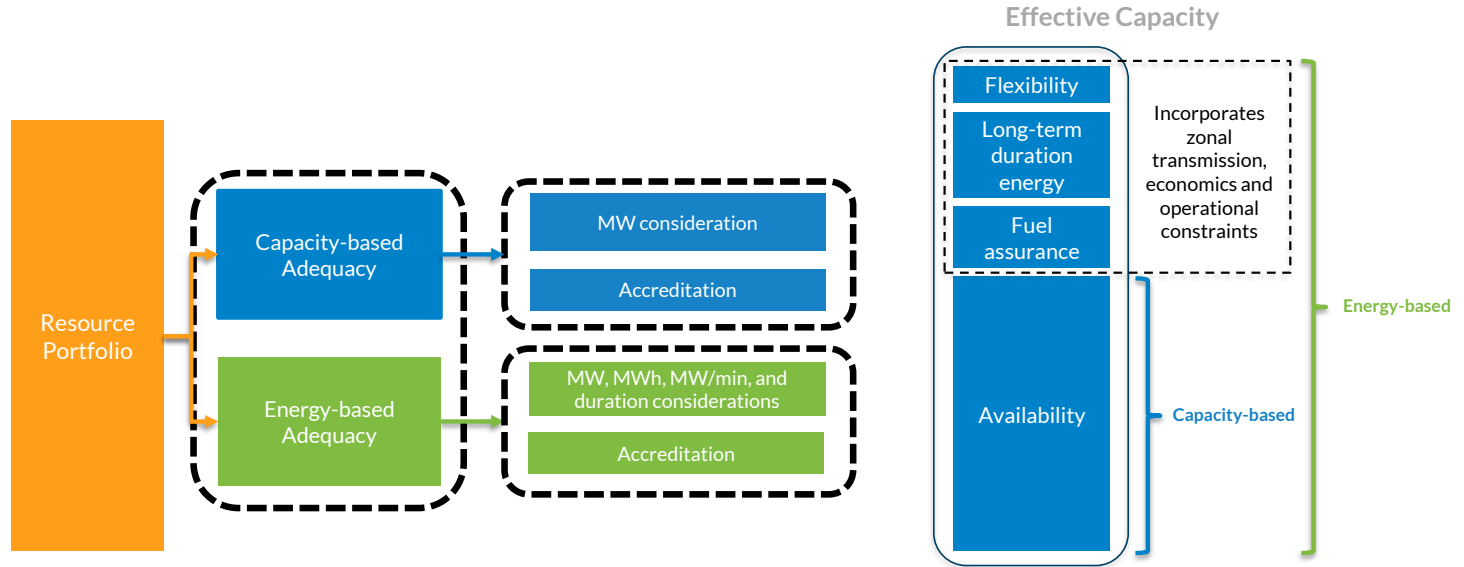 Effective Capacity
Resource
Portfolio
Capacity-based
Adequacy
Energy-based
Adequacy
MW consideration
Accreditation
MW, MWh, MW/min, and
duration considerations
Accreditation
Flexibility
Long-term
duration
energy
Fuel
assurance
Availability
Incorporates
zonal
transmission,
economics and
operational
constraints
Capacity-based
Energy-based